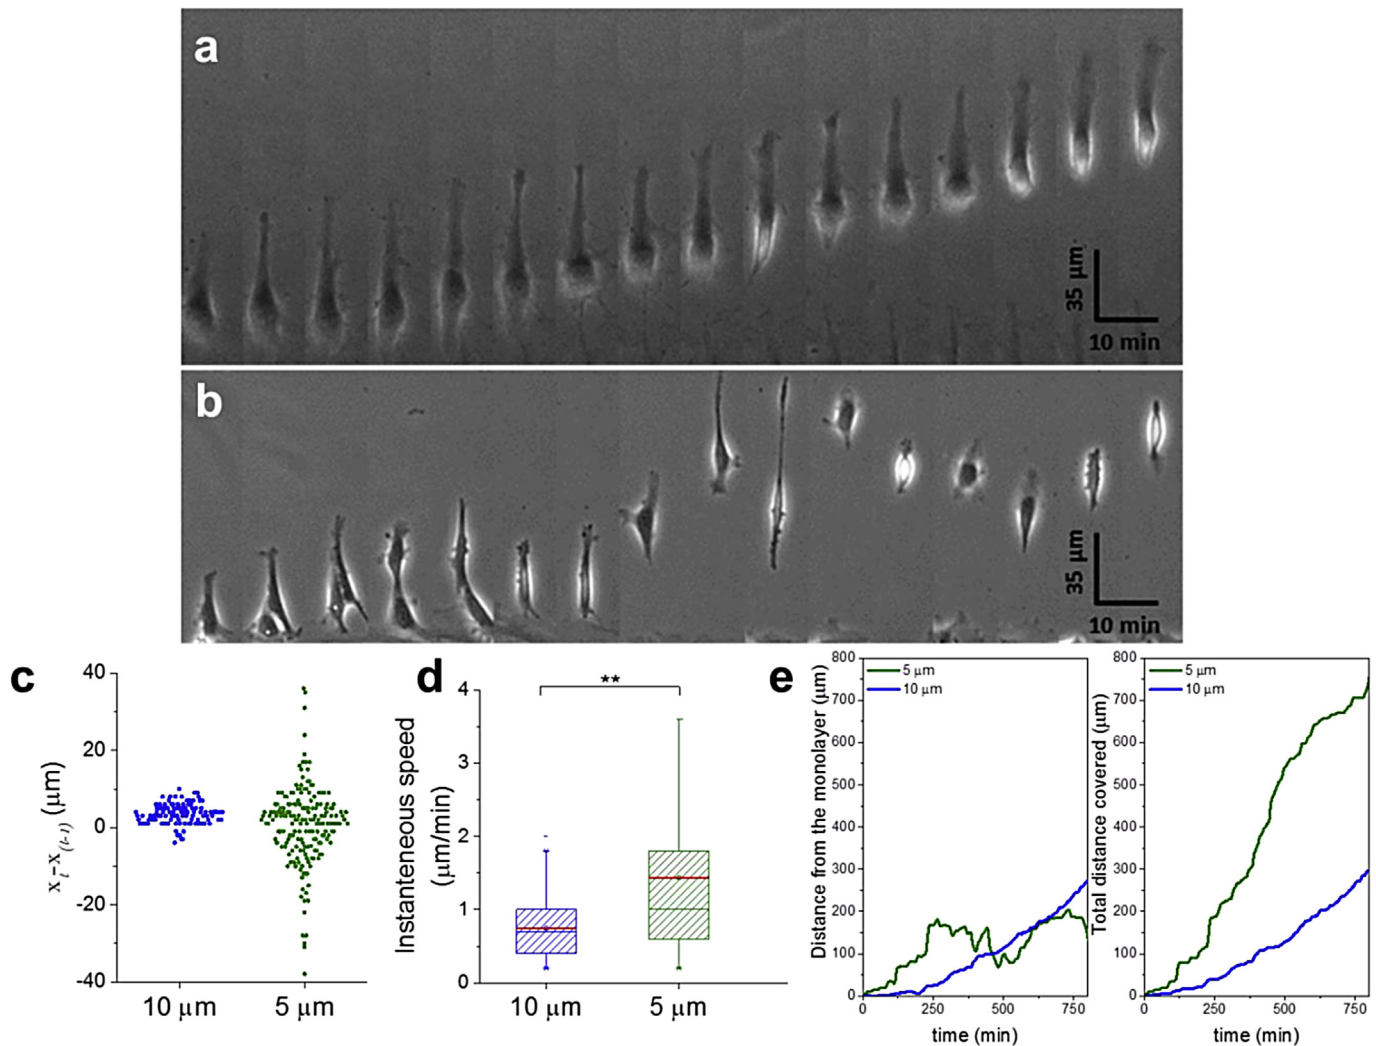 a
35 µm
10 min
b
35 µm
10 min
c
40
20
0
-20
-40
x_t-x_(t-1) (µm)
10 µm
5 µm
d
**
4
3
2
1
0
Instanteneous speed
(µm/min)
10 µm
5 µm
e
5 µm
10 µm
800
700
600
500
400
300
200
100
0
Distance from the monolayer (µm)
0
250
500
750
time (min)
5 µm
10 µm
800
700
600
500
400
300
200
100
0
Total distance covered (µm)
0
250
500
750
time (min)